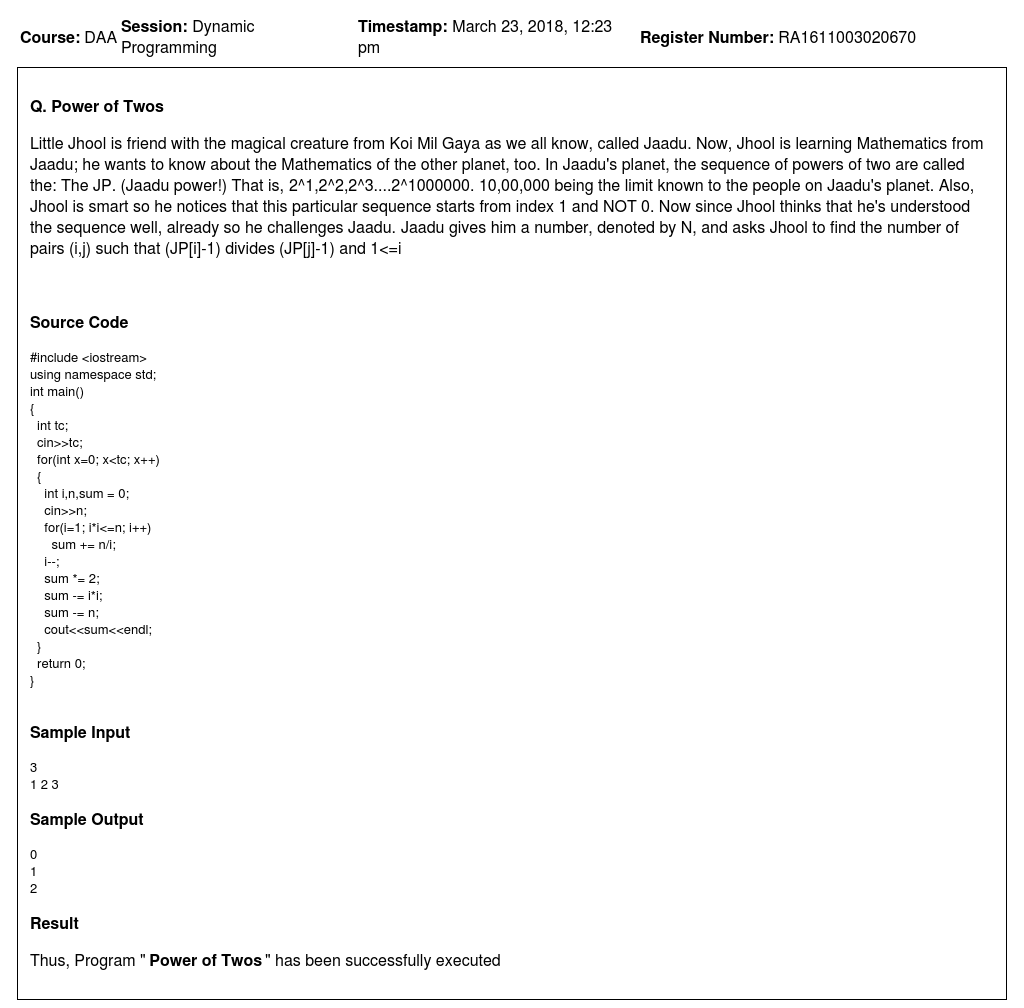 Course: DAA Session: Dynamic Programming Timestamp: March 23, 2018, 12:23 pm Register Number: RA1611003020670
Q. Power of Twos
Little Jhool is friend with the magical creature from Koi Mil Gaya as we all know, called Jaadu. Now, Jhool is learning Mathematics from
Jaadu; he wants to know about the Mathematics of the other planet, too. In Jaadu's planet, the sequence of powers of two are called
the: The JP. (Jaadu power!) That is, 2^1,2^2,2^3....2^1000000. 10,00,000 being the limit known to the people on Jaadu's planet. Also,
Jhool is smart so he notices that this particular sequence starts from index 1 and NOT 0. Now since Jhool thinks that he's understood
the sequence well, already so he challenges Jaadu. Jaadu gives him a number, denoted by N, and asks Jhool to find the number of
pairs (i,j) such that (JP[i]-1) divides (JP[j]-1) and 1<=i
Source Code
#include <iostream>
using namespace std;
int main()
{
int tc;
cin>>tc;
for(int x=0; x<tc; x++)
{
int i,n,sum = 0;
cin>>n;
for(i=1; i*i<=n; i++)
sum += n/i;
i--;
sum *= 2;
sum -= i*i;
sum -= n;
cout<<sum<<endl;
}
return 0;
}
Sample Input
3
1 2 3
Sample Output
0
1
2
Result
Thus, Program " Power of Twos " has been successfully executed